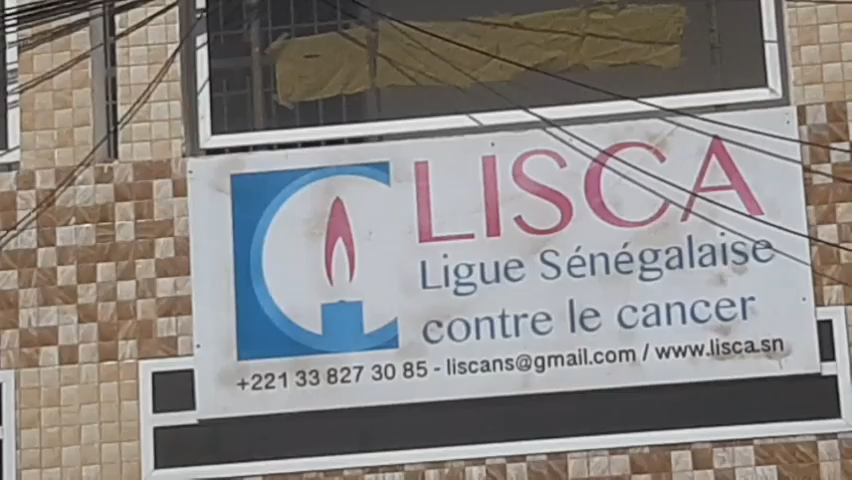 LISCA
Ligue Sénégalaise
contre le cancer
+221 33 827 30 85 - liscans@gmail.com / www.lisca.sn